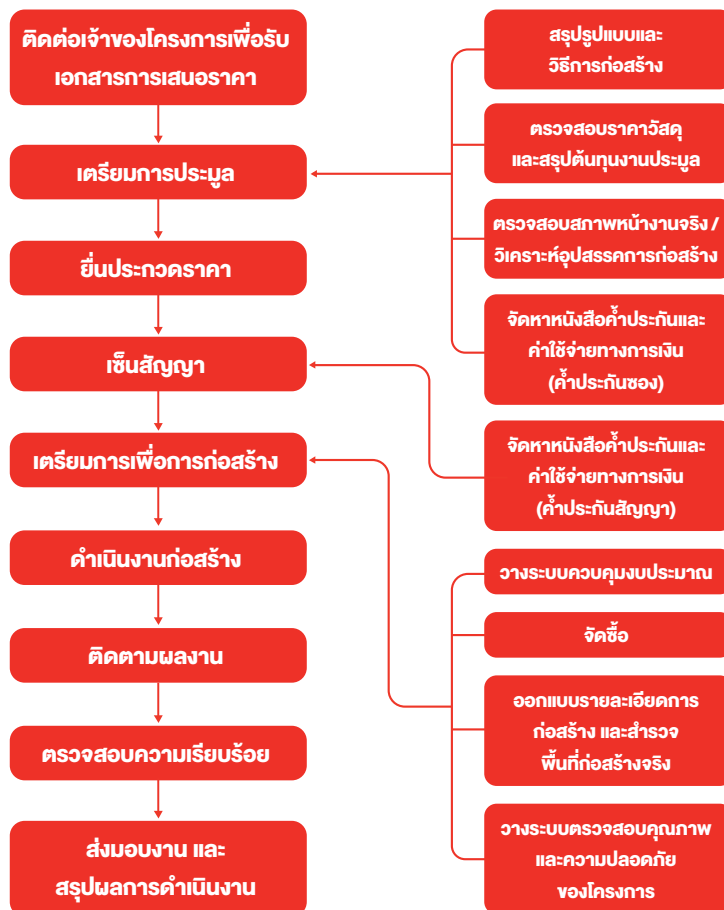 ติดต่อเจ้าของโครงการเพื่อรับ
เอกสารการเสนอราคา
เตรียมการประมูล
ยื่นประกวดราคา
เซ็นสัญญา
เตรียมการเพื่อการก่อสร้าง
ดำเนินงานก่อสร้าง
ติดตามผลงาน
ตรวจสอบความเรียบร้อย
ส่งมอบงาน และ
สรุปผลการดำเนินงาน
สรุปรูปแบบและ
วิธีการก่อสร้าง
ตรวจสอบราคาวัสดุ
และสรุปต้นทุนงานประมูล
ตรวจสอบสภาพหน้างานจริง /
วิเคราะห์อุปสรรคการก่อสร้าง
จัดหาหนังสือค้ำประกันและ
ค่าใช้จ่ายทางการเงิน
(ค้ำประกันซอง)
จัดหาหนังสือค้ำประกันและ
ค่าใช้จ่ายทางการเงิน
(ค้ำประกันสัญญา)
วางระบบควบคุมงบประมาณ
จัดซื้อ
ออกแบบรายละเอียดการ
ก่อสร้าง และสำรวจ
พื้นที่ก่อสร้างจริง
วางระบบตรวจสอบคุณภาพ
และความปลอดภัย
ของโครงการ